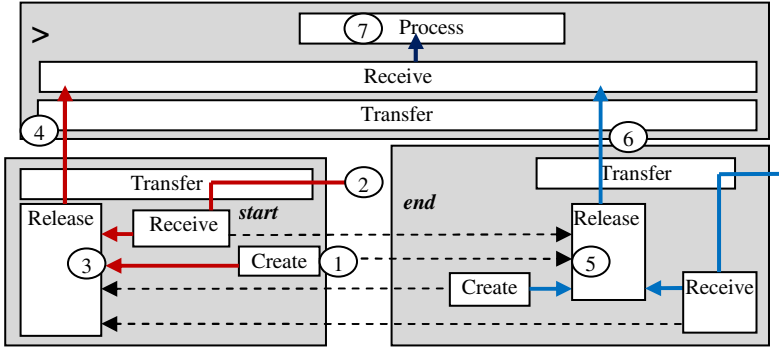 7 Process
>
Receive
Transfer
4
6
Transfer
2
Transfer
Release
Receive
start
end
Release
3
Create
1
5
Create
Receive